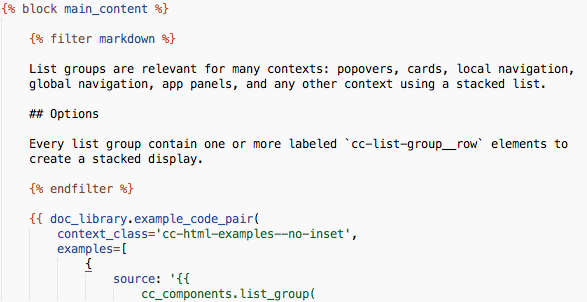 {% block main_content %}
{% filter markdown %}
List groups are relevant for many contexts: popovers, cards, local navigation,
global navigation, app panels, and any other context using a stacked list.
## Options
Every list group contain one or more labeled `cc-list-group__row` elements to
create a stacked display.
{% endfilter %}
{{ doc_library.example_code_pair(
context_class='cc-html-examples--no-inset',
examples=[
{
source: '{{
cc_components.list_group(